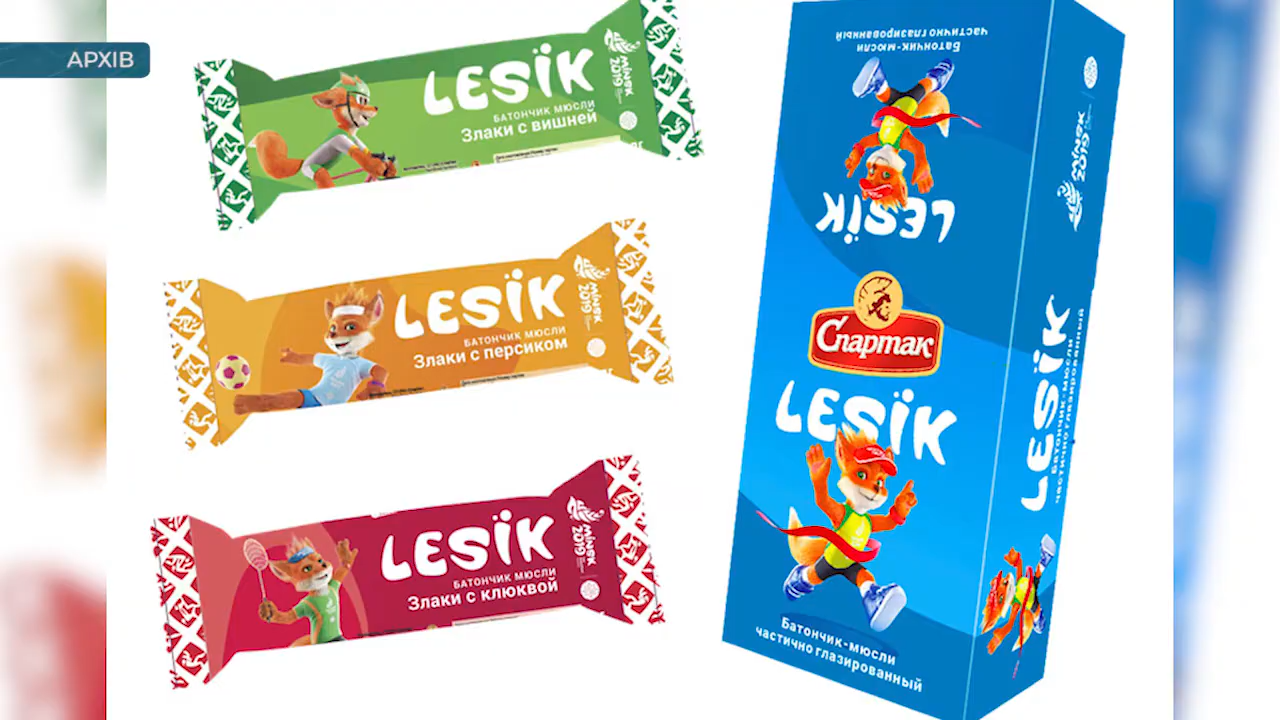 АРХІВ
LESÏK
БАТОНЧИК МЮСЛИ
Злаки с вишней
MINSK
2019
LESÏK
БАТОНЧИК МЮСЛИ
Злаки с персиком
MINSK
2019
LESÏK
БАТОНЧИК МЮСЛИ
Злаки с клюквой
MINSK
2019
Батончик-мюсли
частично глазированный
LESÏK
Спартак
LESÏK
Батончик-мюсли
частично глазированный
MINSK
2019
LESÏK
Батончик-мюсли
частично глазированный